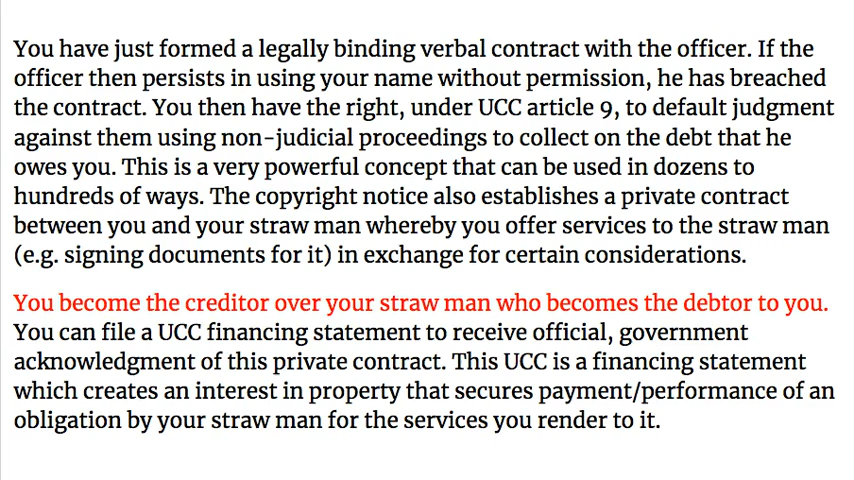 You have just formed a legally binding verbal contract with the officer. If the
officer then persists in using your name without permission, he has breached
the contract. You then have the right, under UCC article 9, to default judgment
against them using non-judicial proceedings to collect on the debt that he
owes you. This is a very powerful concept that can be used in dozens to
hundreds of ways. The copyright notice also establishes a private contract
between you and your straw man whereby you offer services to the straw man
(e.g. signing documents for it) in exchange for certain considerations.
You become the creditor over your straw man who becomes the debtor to you.
You can file a UCC financing statement to receive official, government
acknowledgment of this private contract. This UCC is a financing statement
which creates an interest in property that secures payment/performance of an
obligation by your straw man for the services you render to it.